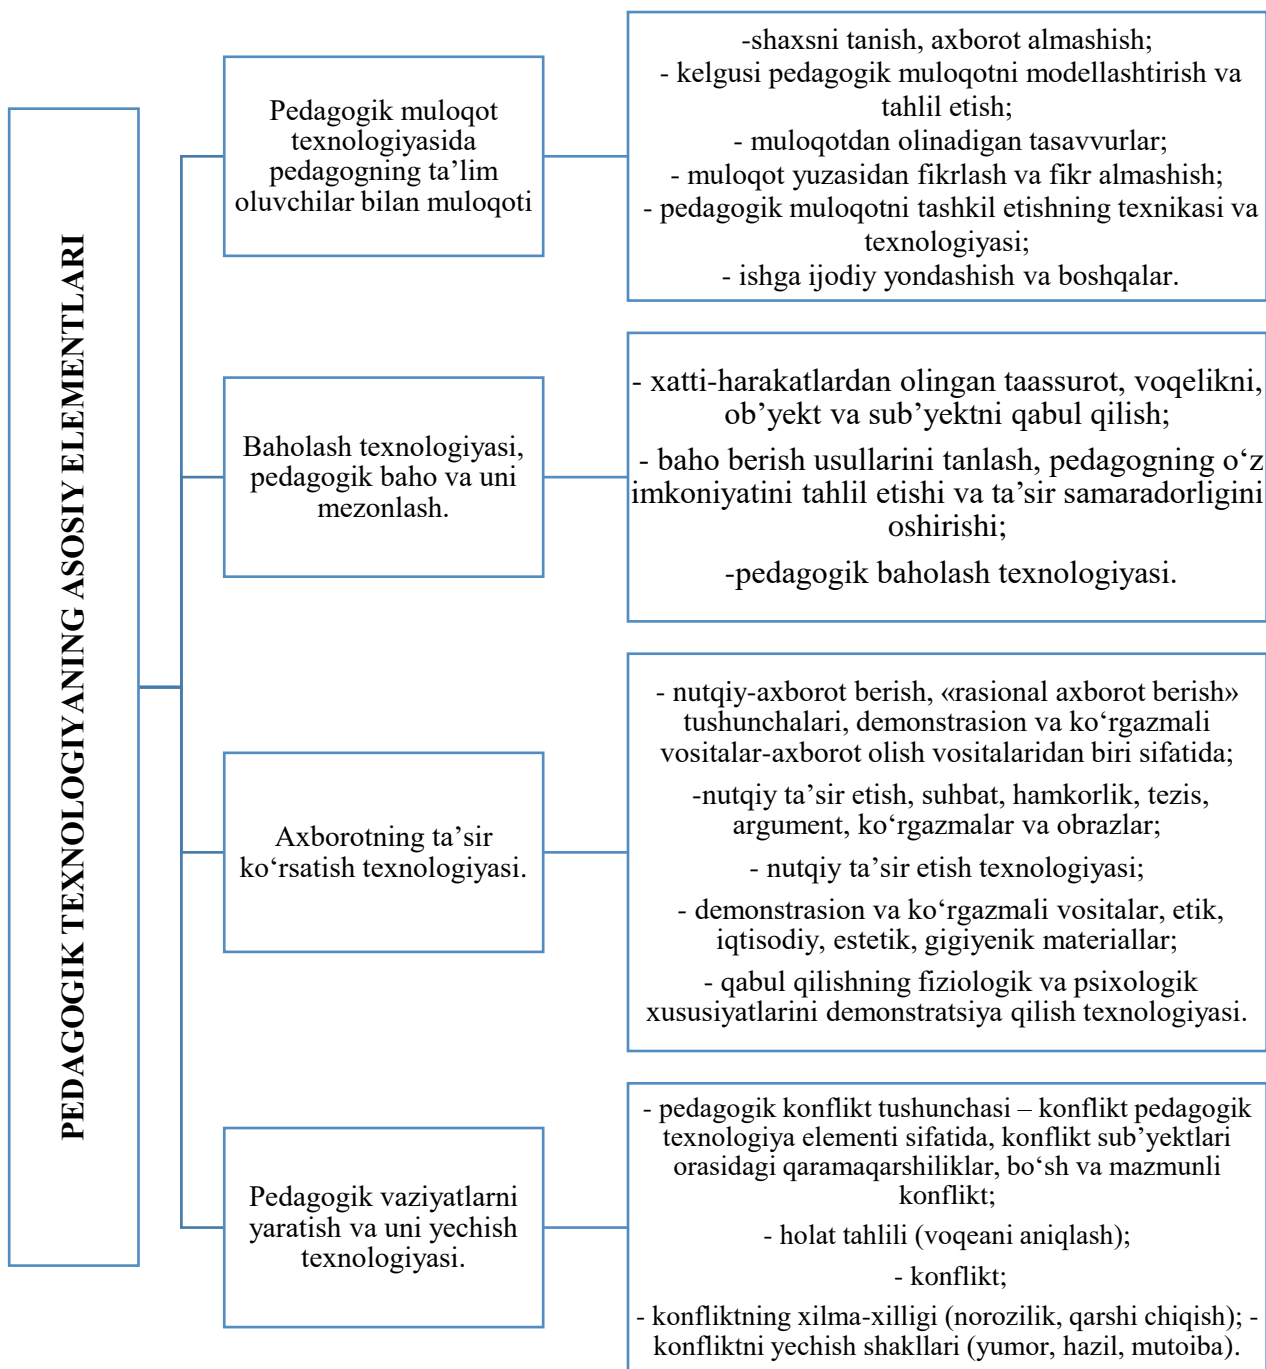 PEDAGOGIK TEXNOLOGIYANING ASOSIY ELEMENTLARI
Pedagogik muloqot
texnologiyasida
pedagogning ta’lim
oluvchilar bilan muloqoti
-shaxsni tanish, axborot almashish;
- kelgusi pedagogik muloqotni modellashtirish va
tahlil etish;
- muloqotdan olinadigan tasavvurlar;
- muloqot yuzasidan fikrlash va fikr almashish;
- pedagogik muloqotni tashkil etishning texnikasi va
texnologiyasi;
- ishga ijodiy yondashish va boshqalar.
Baholash texnologiyasi,
pedagogik baho va uni
mezonlash.
- xatti-harakatlardan olingan taassurot, voqelikni,
ob’yekt va sub’yektni qabul qilish;
- baho berish usullarini tanlash, pedagogning o‘z
imkoniyatini tahlil etishi va ta’sir samaradorligini
oshirishi;
-pedagogik baholash texnologiyasi.
Axborotning ta’sir
ko‘rsatish texnologiyasi.
- nutqiy-axborot berish, «rasional axborot berish»
tushunchalari, demonstrasion va ko‘rgazmali
vositalar-axborot olish vositalaridan biri sifatida;
-nutqiy ta’sir etish, suhbat, hamkorlik, tezis,
argument, ko‘rgazmalar va obrazlar;
- nutqiy ta’sir etish texnologiyasi;
- demonstrasion va ko‘rgazmali vositalar, etik,
iqtisodiy, estetik, gigiyenik materiallar;
- qabul qilishning fiziologik va psixologik
xususiyatlarini demonstratsiya qilish texnologiyasi.
Pedagogik vaziyatlarni
yaratish va uni yechish
texnologiyasi.
- pedagogik konflikt tushunchasi – konflikt pedagogik
texnologiya elementi sifatida, konflikt sub’yektlari
orasidagi qaramaqarshiliklar, bo‘sh va mazmunli
konflikt;
- holat tahlili (voqeani aniqlash);
- konflikt;
- konfliktning xilma-xilligi (norozilik, qarshi chiqish); -
konfliktni yechish shakllari (yumor, hazil, mutoiba).